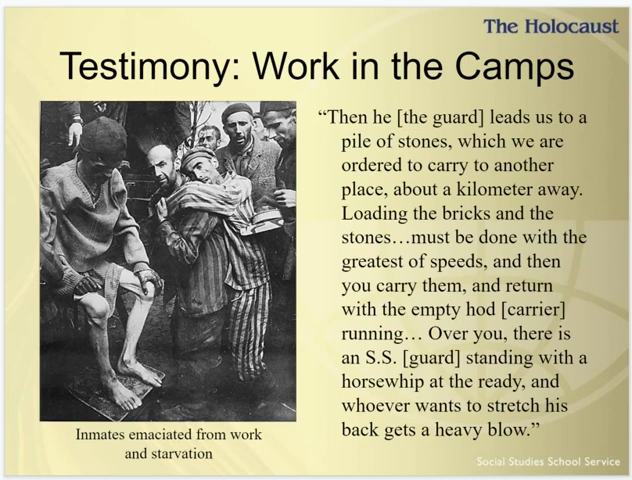 The Holocaust
Testimony: Work in the Camps
“Then he [the guard] leads us to a
pile of stones, which we are
ordered to carry to another
place, about a kilometer away.
Loading the bricks and the
stones…must be done with the
greatest of speeds, and then
you carry them, and return
with the empty hod [carrier]
running… Over you, there is
an S.S. [guard] standing with a
horsewhip at the ready, and
whoever wants to stretch his
back gets a heavy blow.”
Inmates emaciated from work
and starvation
Social Studies School Service